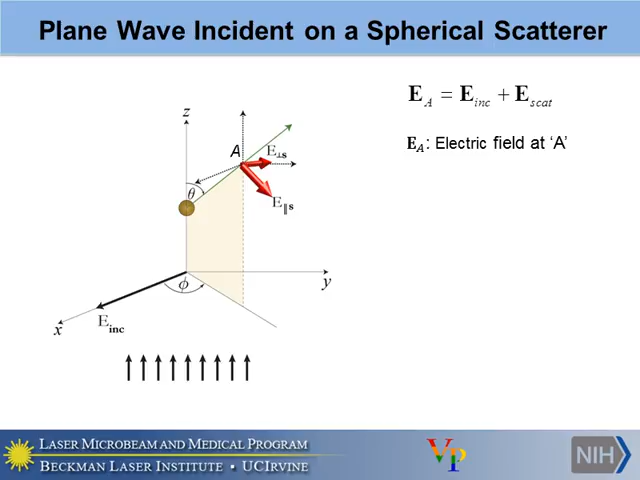 Plane Wave Incident on a Spherical Scatterer
E_A = E_inc + E_scat
E_A: Electric field at ‘A’
z
A
E⊥s
θ
E∥s
y
ϕ
x
E_inc
LASER MICROBEAM AND MEDICAL PROGRAM
BECKMAN LASER INSTITUTE ▪ UCIRVINE
VP
NIH